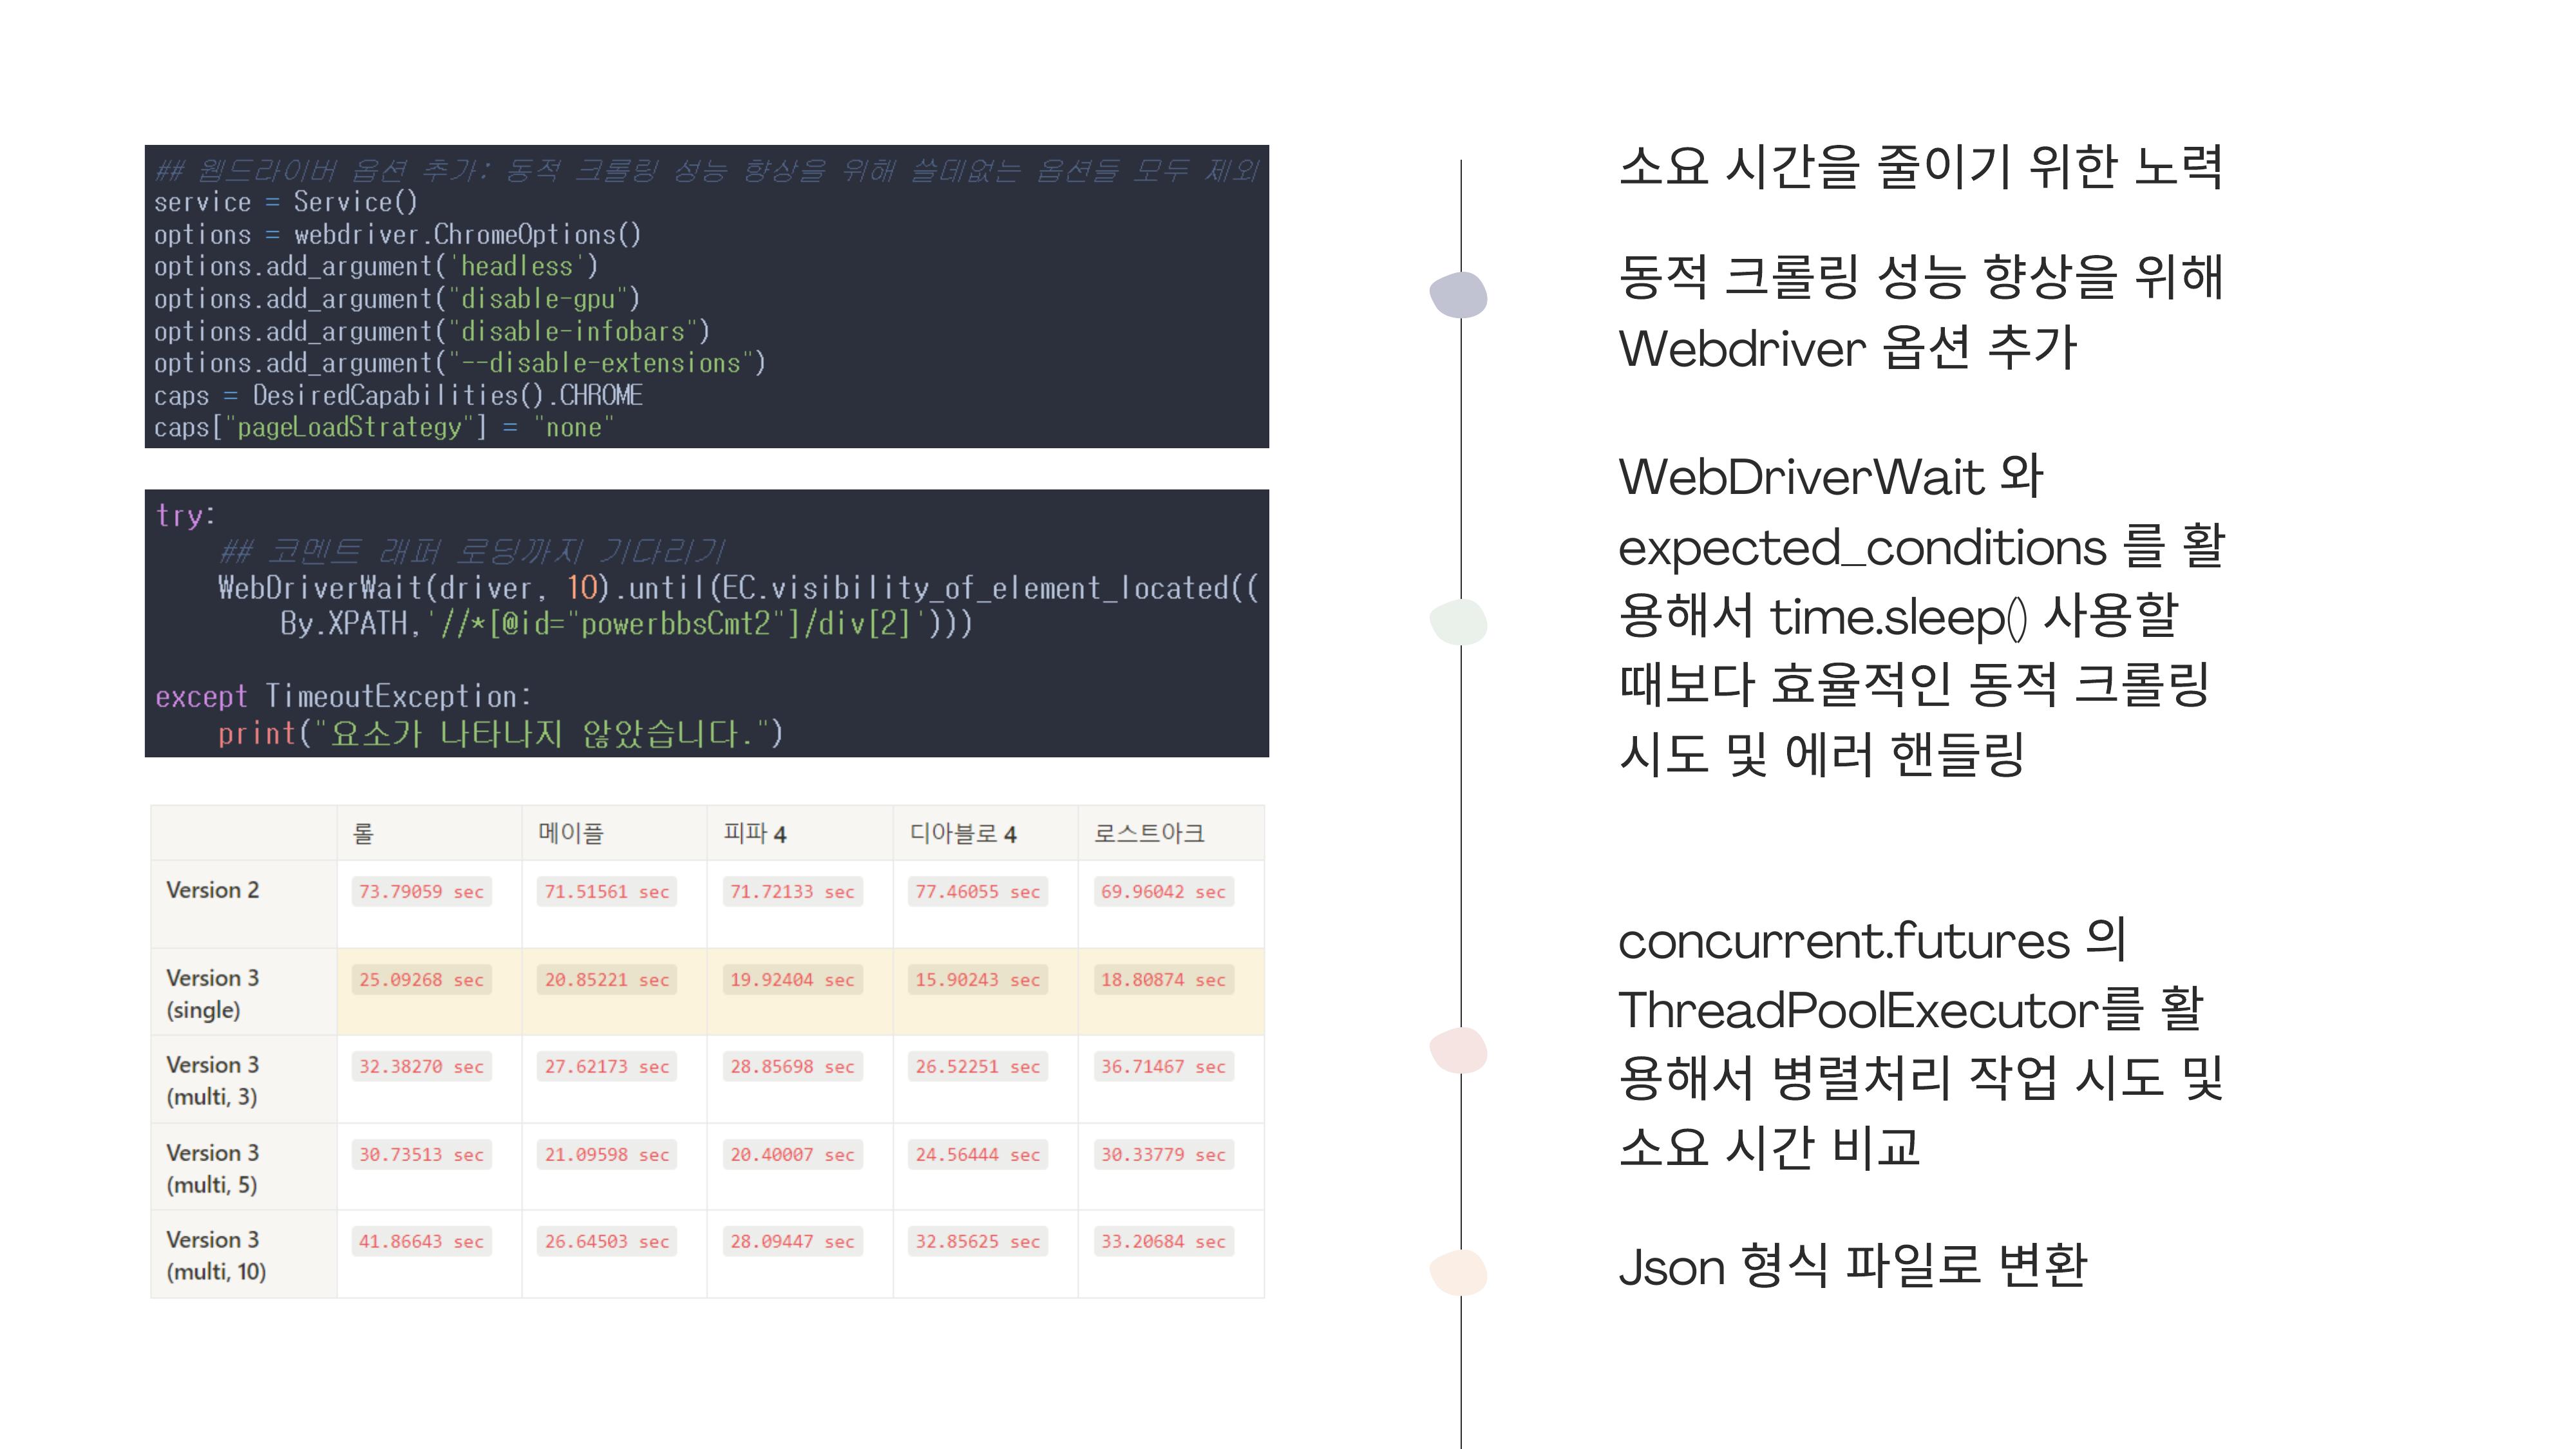 ## 웹드라이버 옵션 추가: 동적 크롤링 성능 향상을 위해 쓸데없는 옵션들 모두 제외
service = Service()
options = webdriver.ChromeOptions()
options.add_argument('headless')
options.add_argument("disable-gpu")
options.add_argument("disable-infobars")
options.add_argument("--disable-extensions")
caps = DesiredCapabilities().CHROME
caps["pageLoadStrategy"] = "none"
try:
## 코멘트 래퍼 로딩까지 기다리기
WebDriverWait(driver, 10).until(EC.visibility_of_element_located((
By.XPATH,'//*[@id="powerbbsCmt2"]/div[2]')))
except TimeoutException:
print("요소가 나타나지 않았습니다.")
롤 메이플 피파 4 디아블로 4 로스트아크
Version 2 73.79059 sec 71.51561 sec 71.72133 sec 77.46055 sec 69.96042 sec
Version 3 25.09268 sec 20.85221 sec 19.92404 sec 15.90243 sec 18.80874 sec
(single)
Version 3 32.38270 sec 27.62173 sec 28.85698 sec 26.52251 sec 36.71467 sec
(multi, 3)
Version 3 30.73513 sec 21.09598 sec 20.40007 sec 24.56444 sec 30.33779 sec
(multi, 5)
Version 3 41.86643 sec 26.64503 sec 28.09447 sec 32.85625 sec 33.20684 sec
(multi, 10)
소요 시간을 줄이기 위한 노력
동적 크롤링 성능 향상을 위해
Webdriver 옵션 추가
WebDriverWait 와
expected_conditions 를 활
용해서 time.sleep() 사용할
때보다 효율적인 동적 크롤링
시도 및 에러 핸들링
concurrent.futures 의
ThreadPoolExecutor를 활
용해서 병렬처리 작업 시도 및
소요 시간 비교
Json 형식 파일로 변환